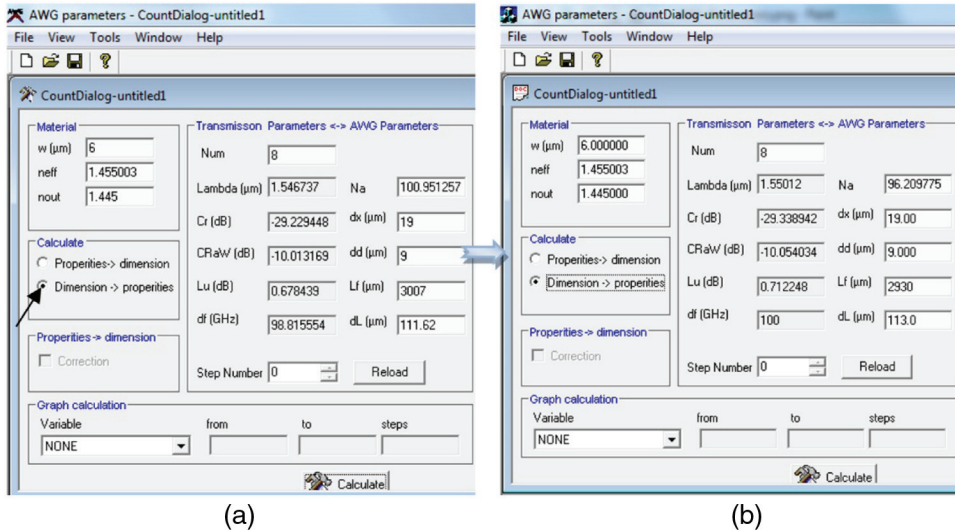 AWG parameters - CountDialog-untitled1
File View Tools Window Help
CountDialog-untitled1
Material
w (μm) 6
neff 1.455003
nout 1.445
Transmisson Parameters <-> AWG Parameters
Num 8
Lambda (μm) 1.546737 Na 100.951257
Cr (dB) -29.229448 dx (μm) 19
CRaW (dB) -10.013169 dd (μm) 9
Lu (dB) 0.678439 Lf (μm) 3007
df (GHz) 98.815554 dL (μm) 111.62
Calculate
Properities-> dimension
Dimension -> properities
Properities -> dimension
Correction
Step Number 0 Reload
Graph calculation
Variable from to steps
NONE
Calculate
(a)
AWG parameters - CountDialog-untitled1
File View Tools Window Help
CountDialog-untitled1
Material
w (μm) 6.000000
neff 1.455003
nout 1.445000
Transmisson Parameters <-> AWG Parameters
Num 8
Lambda (μm) 1.55012 Na 96.209775
Cr (dB) -29.338942 dx (μm) 19.00
CRaW (dB) -10.054034 dd (μm) 9.000
Lu (dB) 0.712248 Lf (μm) 2930
df (GHz) 100 dL (μm) 113.0
Calculate
Properities-> dimension
Dimension -> properities
Properities -> dimension
Correction
Step Number 0 Reload
Graph calculation
Variable from to steps
NONE
Calculate
(b)